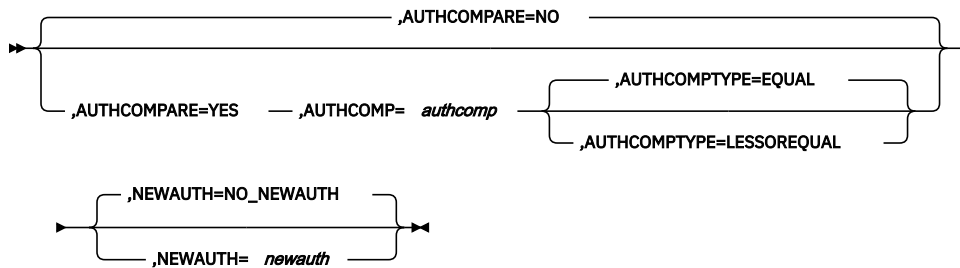 ,AUTHCOMPARE=NO
,AUTHCOMPARE=YES ,AUTHCOMP= authcomp
,AUTHCOMPTYPE=EQUAL
,AUTHCOMPTYPE=LESSOREQUAL
,NEWAUTH=NO_NEWAUTH
,NEWAUTH= newauth